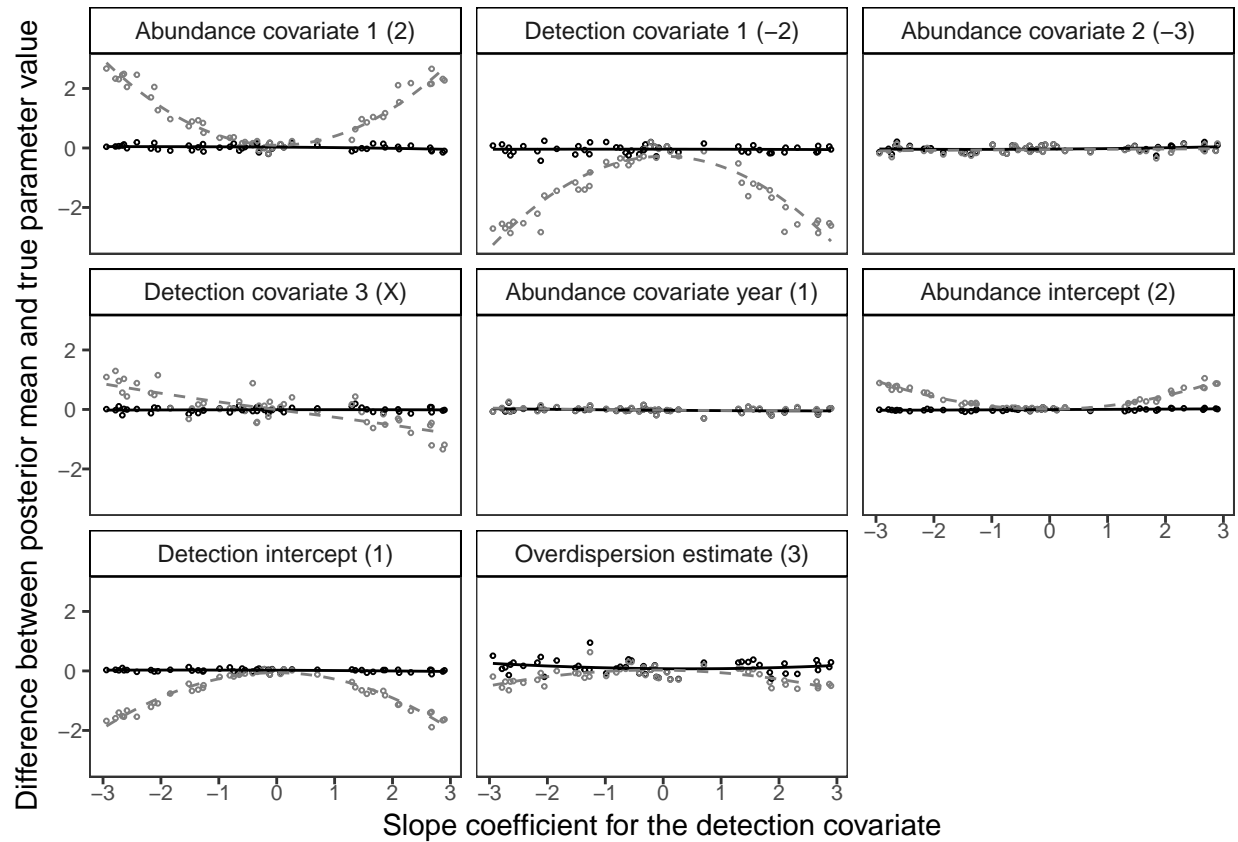 Difference between posterior mean and true parameter value
Abundance covariate 1 (2)
Detection covariate 1 (−2)
Abundance covariate 2 (−3)
2
0
−2
Detection covariate 3 (X)
Abundance covariate year (1)
Abundance intercept (2)
2
0
−2
−3 −2 −1 0 1 2 3
Detection intercept (1)
Overdispersion estimate (3)
2
0
−2
−3 −2 −1 0 1 2 3
−3 −2 −1 0 1 2 3
Slope coefficient for the detection covariate